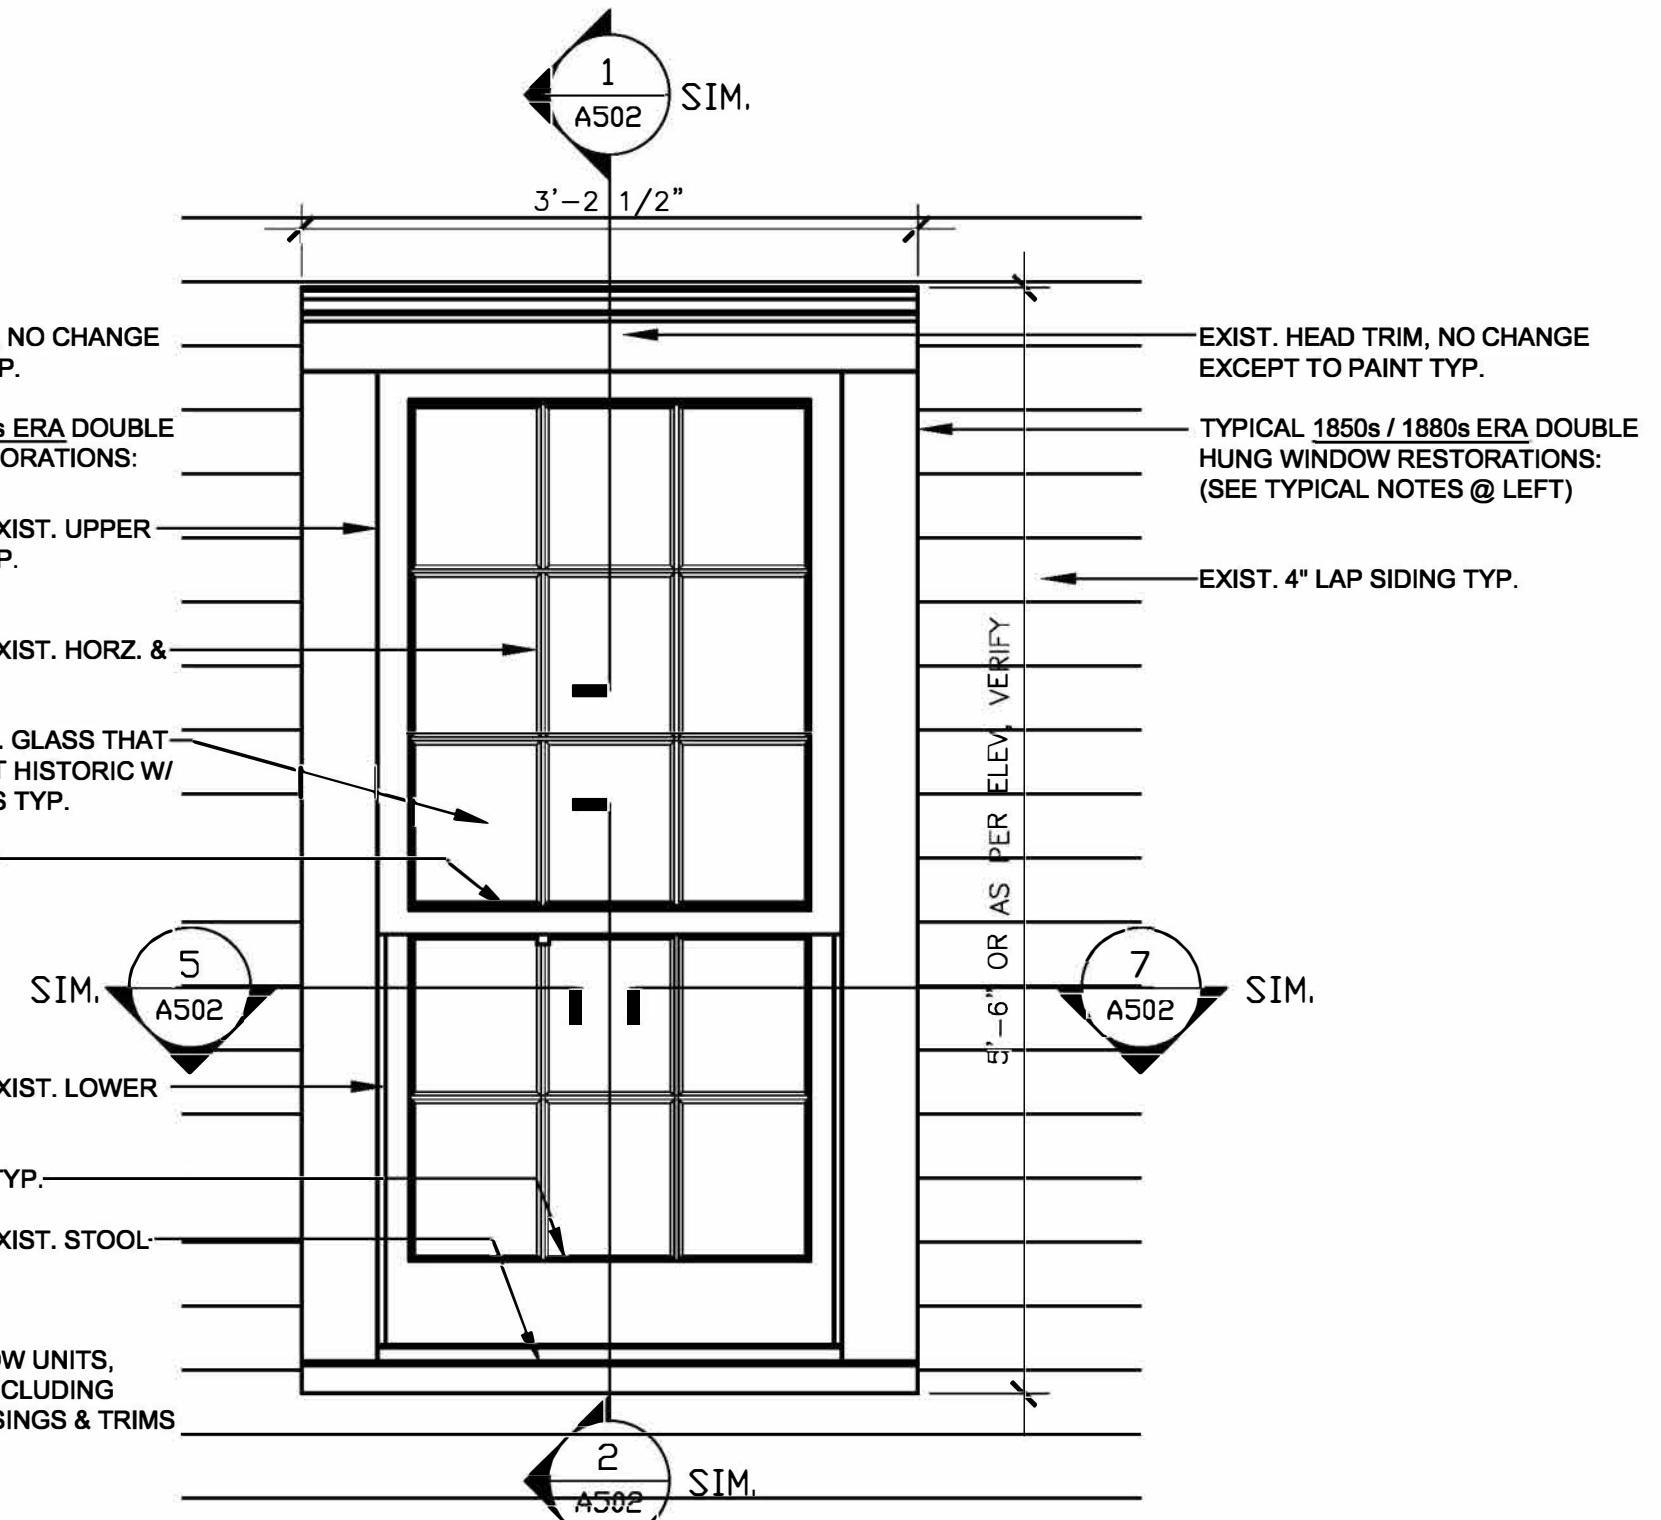 1
A502
SIM.
3'-2 1/2"
NO CHANGE
P.
s ERA DOUBLE
ORATIONS:
XIST. UPPER
P.
XIST. HORZ. &
. GLASS THAT
T HISTORIC W/
S TYP.
5
A502
SIM.
XIST. LOWER
TYP.
XIST. STOOL
OW UNITS,
CLUDING
SINGS & TRIMS
EXIST. HEAD TRIM, NO CHANGE
EXCEPT TO PAINT TYP.
TYPICAL 1850s / 1880s ERA DOUBLE
HUNG WINDOW RESTORATIONS:
(SEE TYPICAL NOTES @ LEFT)
EXIST. 4" LAP SIDING TYP.
5'-6" OR AS PER ELEV, VERIFY
7
A502
SIM.
2
A502
SIM.